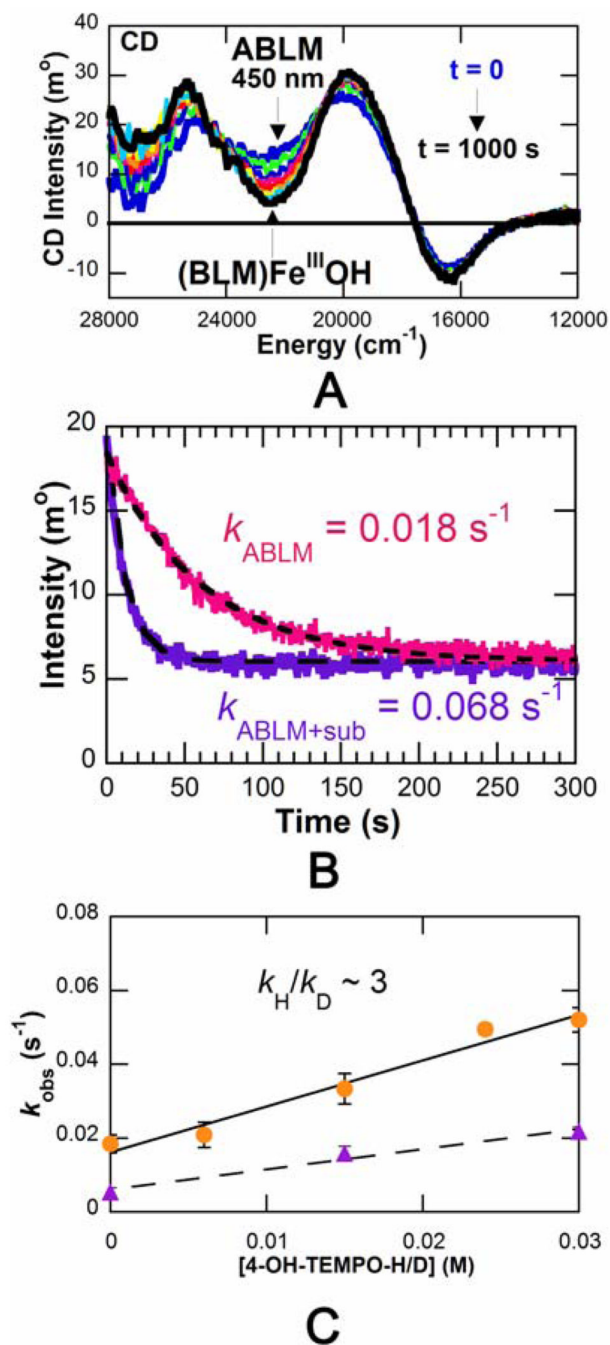 CD
ABLM
450 nm
t = 0
t = 1000 s
(BLM)Fe^III OH
CD Intensity (m°)
40
30
20
10
0
-10
28000
24000
20000
16000
12000
Energy (cm⁻¹)
A
20
15
10
5
0
Intensity (m°)
k_ABLM = 0.018 s⁻¹
k_ABLM+sub = 0.068 s⁻¹
0
50
100
150
200
250
300
Time (s)
B
0.08
0.06
0.04
0.02
0
k_obs (s⁻¹)
k_H/k_D ~ 3
0
0.01
0.02
0.03
[4-OH-TEMPO-H/D] (M)
C